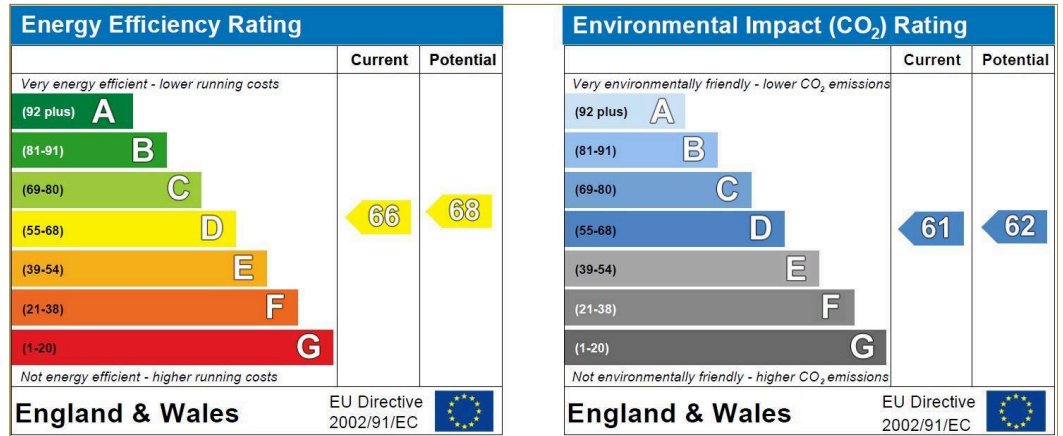 Energy Efficiency Rating
Current Potential
Very energy efficient - lower running costs
(92 plus) A
(81-91) B
(69-80) C
(55-68) D
66 68
(39-54) E
(21-38) F
(1-20) G
Not energy efficient - higher running costs
England & Wales
EU Directive
2002/91/EC
Environmental Impact (CO₂) Rating
Current Potential
Very environmentally friendly - lower CO₂ emissions
(92 plus) A
(81-91) B
(69-80) C
(55-68) D
61 62
(39-54) E
(21-38) F
(1-20) G
Not environmentally friendly - higher CO₂ emissions
England & Wales
EU Directive
2002/91/EC